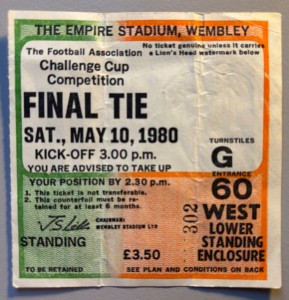 THE EMPIRE STADIUM, WEMBLEY
The Football Association
No ticket genuine unless it carries
a Lion's Head watermark below
Challenge Cup
Competition
FINAL TIE
SAT., MAY 10, 1980
KICK-OFF 3.00 p.m.
YOU ARE ADVISED TO TAKE UP
YOUR POSITION BY 2.30 p.m.
TURNSTILES
G
ENTRANCE
60
WEST
LOWER
STANDING
ENCLOSURE
1. This ticket is not transferable.
2. This counterfoil must be re-
tained for at least 6 months.
CHAIRMAN:
WEMBLEY STADIUM LTD
302
STANDING
£3.50
TO BE RETAINED
SEE PLAN AND CONDITIONS ON BACK